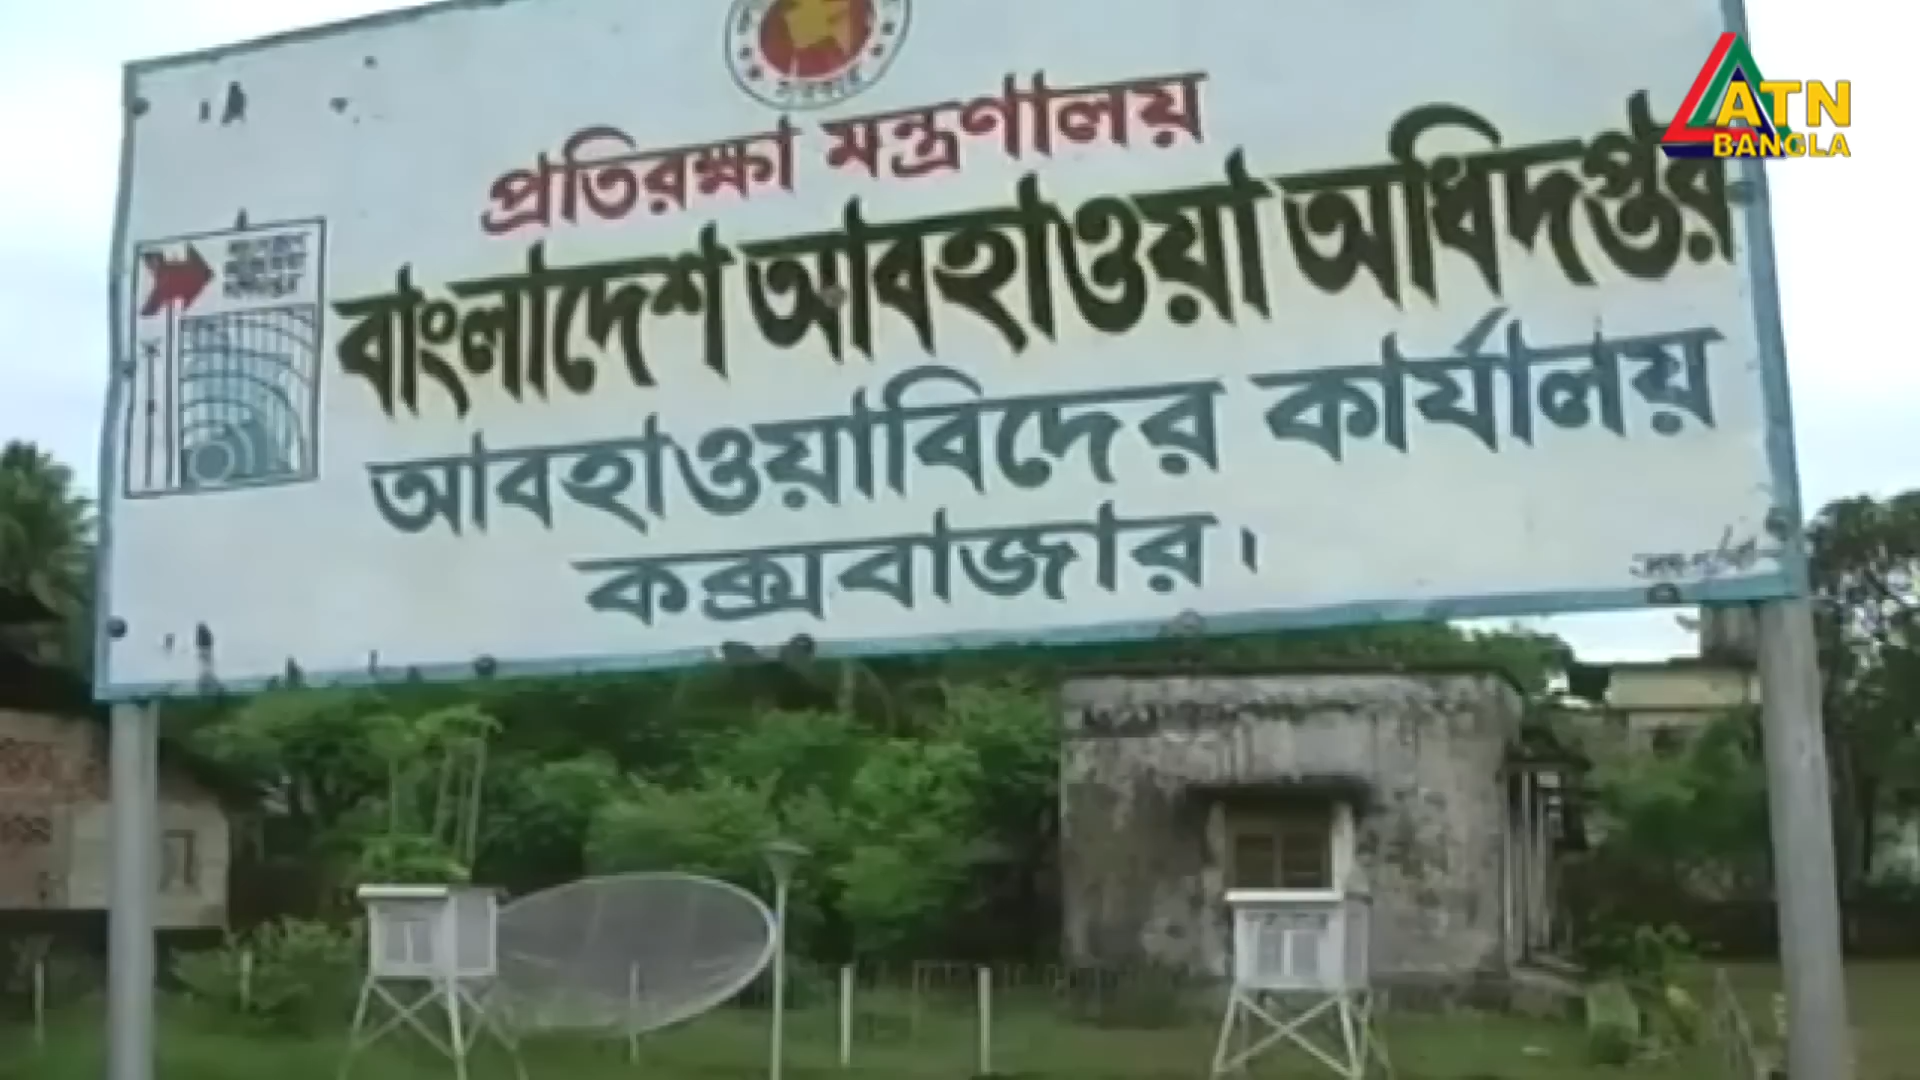 ATN
BANGLA
প্রতিরক্ষা মন্ত্রণালয়
বাংলাদেশ আবহাওয়া অধিদপ্তর
আবহাওয়াবিদের কার্যালয়
কক্সবাজার।